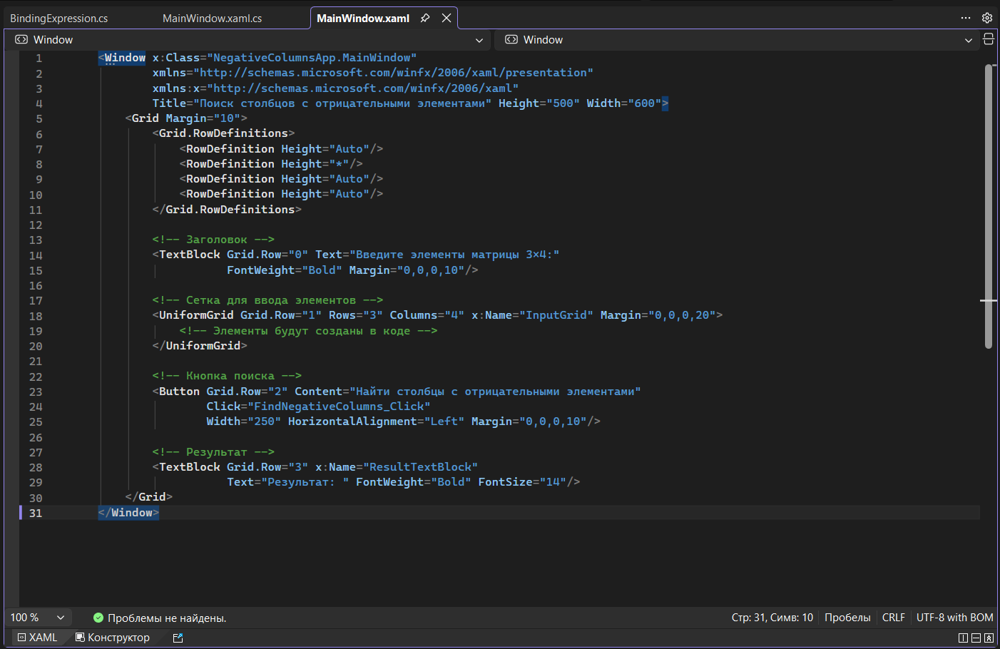 BindingExpression.cs MainWindow.xaml.cs MainWindow.xaml
Window Window
1 <Window x:Class="NegativeColumnsApp.MainWindow"
2 xmlns="http://schemas.microsoft.com/winfx/2006/xaml/presentation"
3 xmlns:x="http://schemas.microsoft.com/winfx/2006/xaml"
4 Title="Поиск столбцов с отрицательными элементами" Height="500" Width="600">
5 <Grid Margin="10">
6 <Grid.RowDefinitions>
7 <RowDefinition Height="Auto"/>
8 <RowDefinition Height="*"/>
9 <RowDefinition Height="Auto"/>
10 <RowDefinition Height="Auto"/>
11 </Grid.RowDefinitions>
12
13 <!-- Заголовок -->
14 <TextBlock Grid.Row="0" Text="Введите элементы матрицы 3×4:"
15 FontWeight="Bold" Margin="0,0,0,10"/>
16
17 <!-- Сетка для ввода элементов -->
18 <UniformGrid Grid.Row="1" Rows="3" Columns="4" x:Name="InputGrid" Margin="0,0,0,20">
19 <!-- Элементы будут созданы в коде -->
20 </UniformGrid>
21
22 <!-- Кнопка поиска -->
23 <Button Grid.Row="2" Content="Найти столбцы с отрицательными элементами"
24 Click="FindNegativeColumns_Click"
25 Width="250" HorizontalAlignment="Left" Margin="0,0,0,10"/>
26
27 <!-- Результат -->
28 <TextBlock Grid.Row="3" x:Name="ResultTextBlock"
29 Text="Результат: " FontWeight="Bold" FontSize="14"/>
30 </Grid>
31 </Window>
100 % Проблемы не найдены. Стр: 31, Симв: 10 Пробелы CRLF UTF-8 with BOM
XAML Конструктор